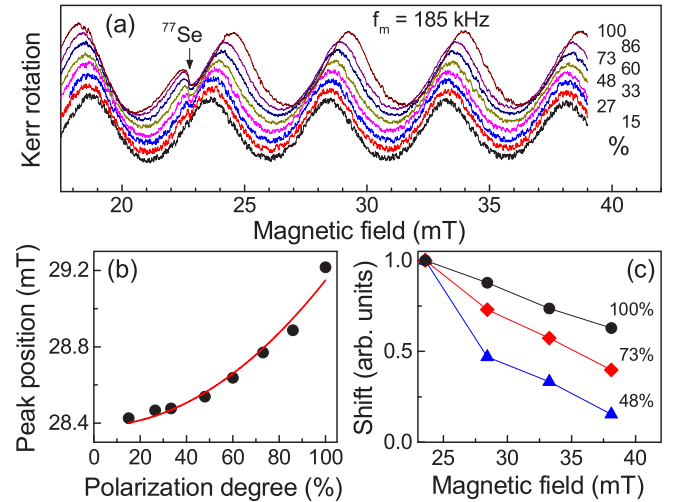 (a)
⁷⁷Se
fₘ = 185 kHz
100
86
73
60
48
33
27
15
%
Kerr rotation
20 25 30 35 40
Magnetic field (mT)
(b)
29.2
28.8
28.4
Peak position (mT)
0 20 40 60 80 100
Polarization degree (%)
(c)
1.0
0.5
0.0
Shift (arb. units)
100%
73%
48%
25 30 35 40
Magnetic field (mT)